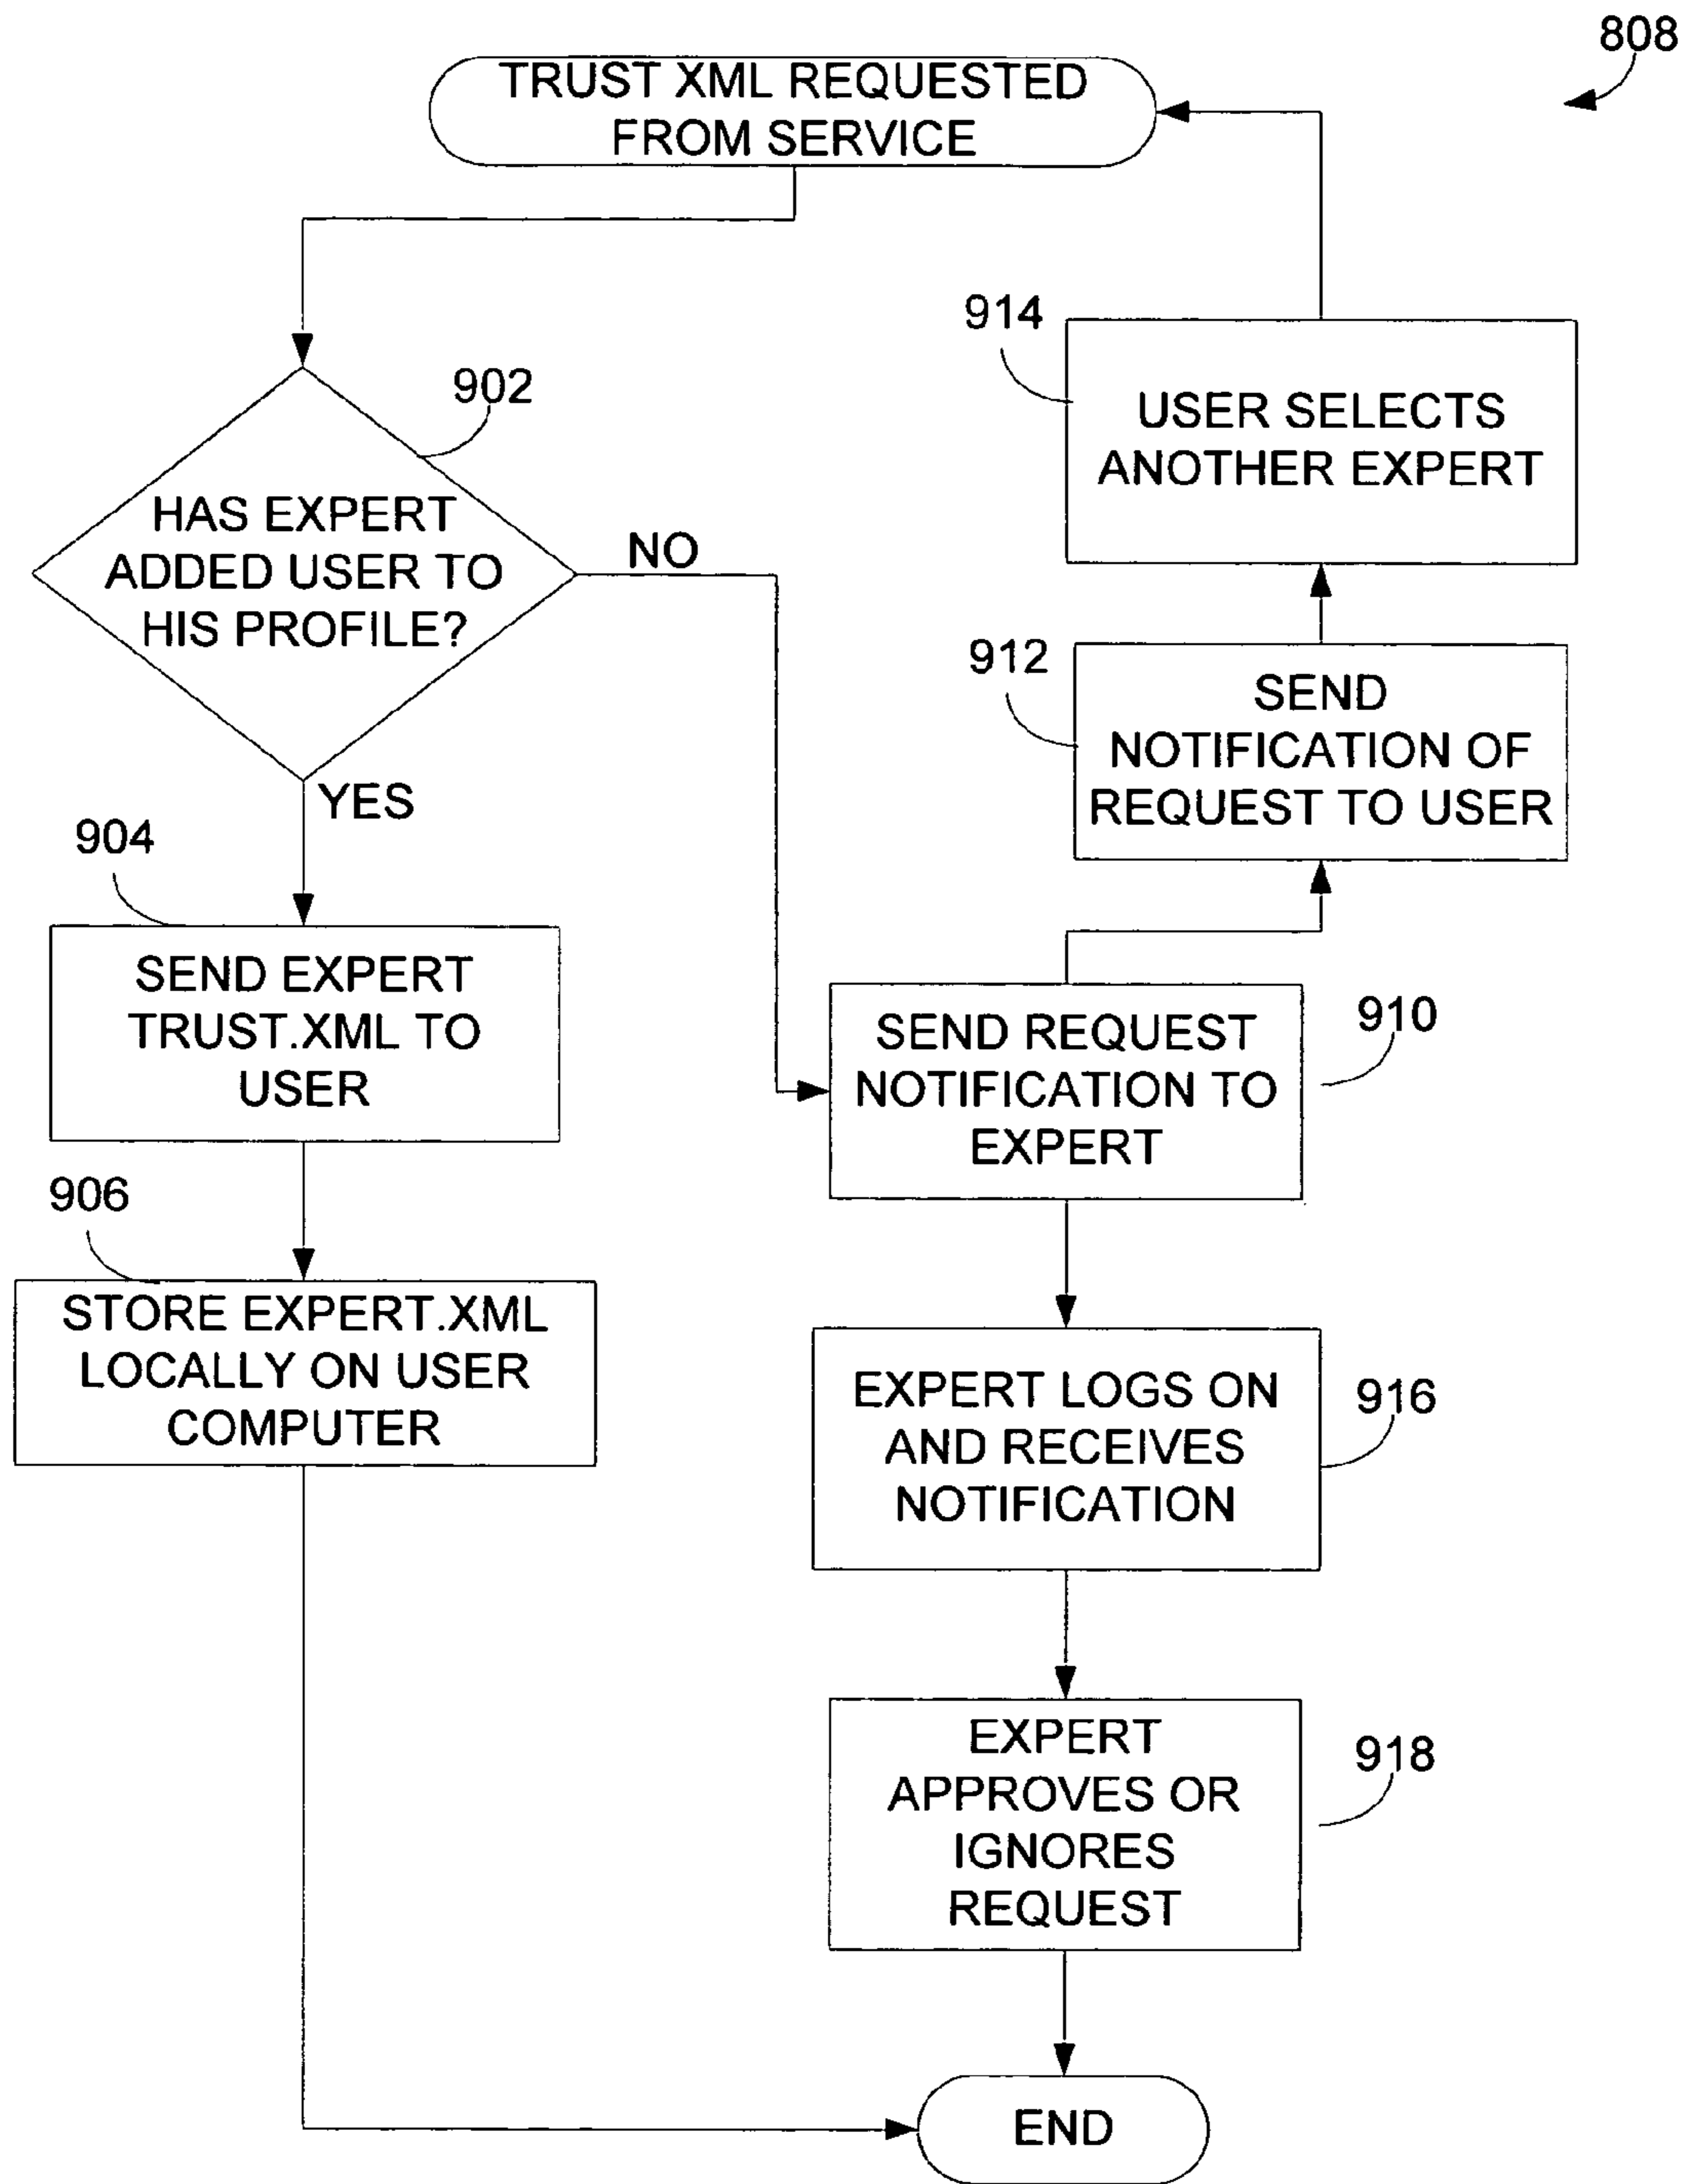 808
TRUST XML REQUESTED
FROM SERVICE
902
HAS EXPERT
ADDED USER TO
HIS PROFILE?
NO
YES
904
SEND EXPERT
TRUST.XML TO
USER
906
STORE EXPERT.XML
LOCALLY ON USER
COMPUTER
914
USER SELECTS
ANOTHER EXPERT
912
SEND
NOTIFICATION OF
REQUEST TO USER
910
SEND REQUEST
NOTIFICATION TO
EXPERT
916
EXPERT LOGS ON
AND RECEIVES
NOTIFICATION
918
EXPERT
APPROVES OR
IGNORES
REQUEST
END